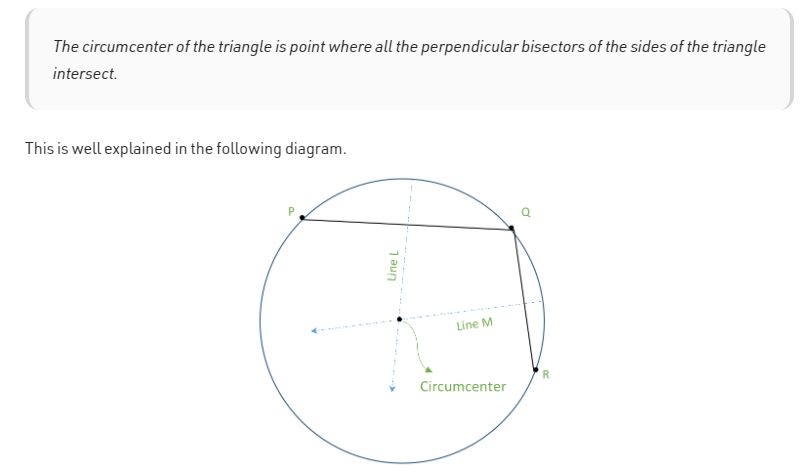 The circumcenter of the triangle is point where all the perpendicular bisectors of the sides of the triangle
intersect.
This is well explained in the following diagram.
P
Q
Line L
Line M
R
Circumcenter